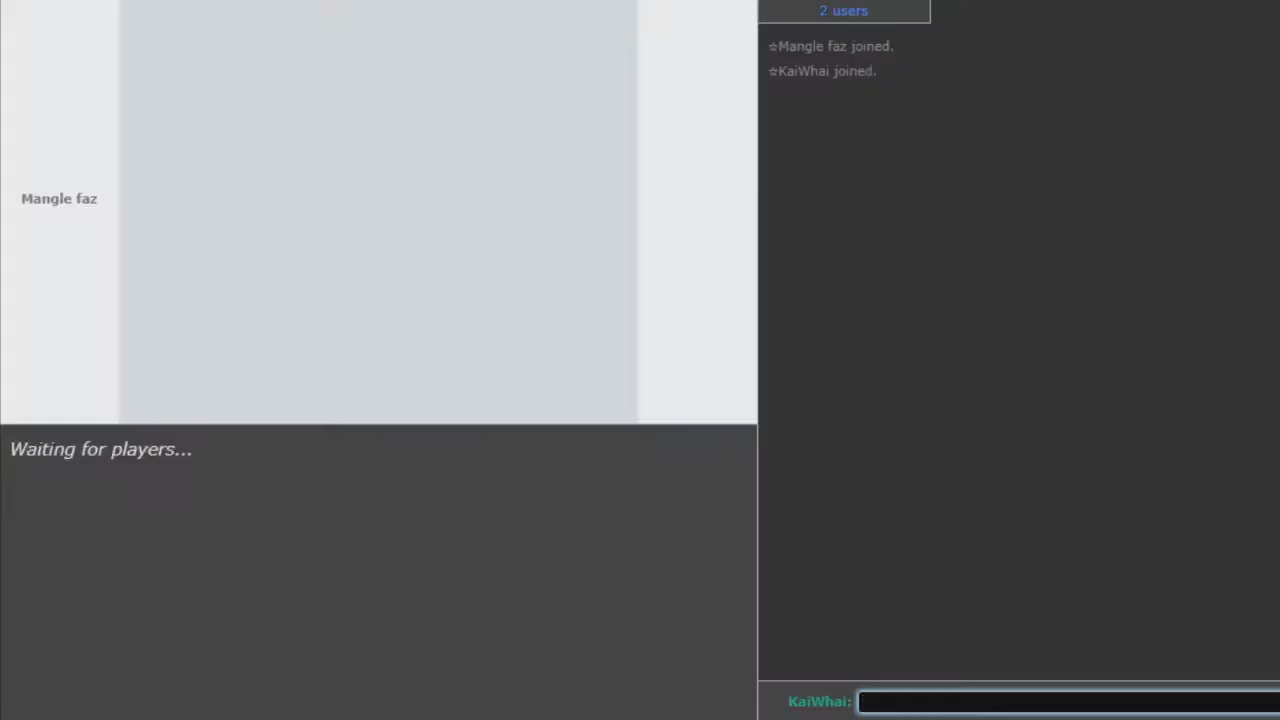 Mangle faz
Waiting for players...
2 users
☆Mangle faz joined.
☆KaiWhai joined.
KaiWhai: